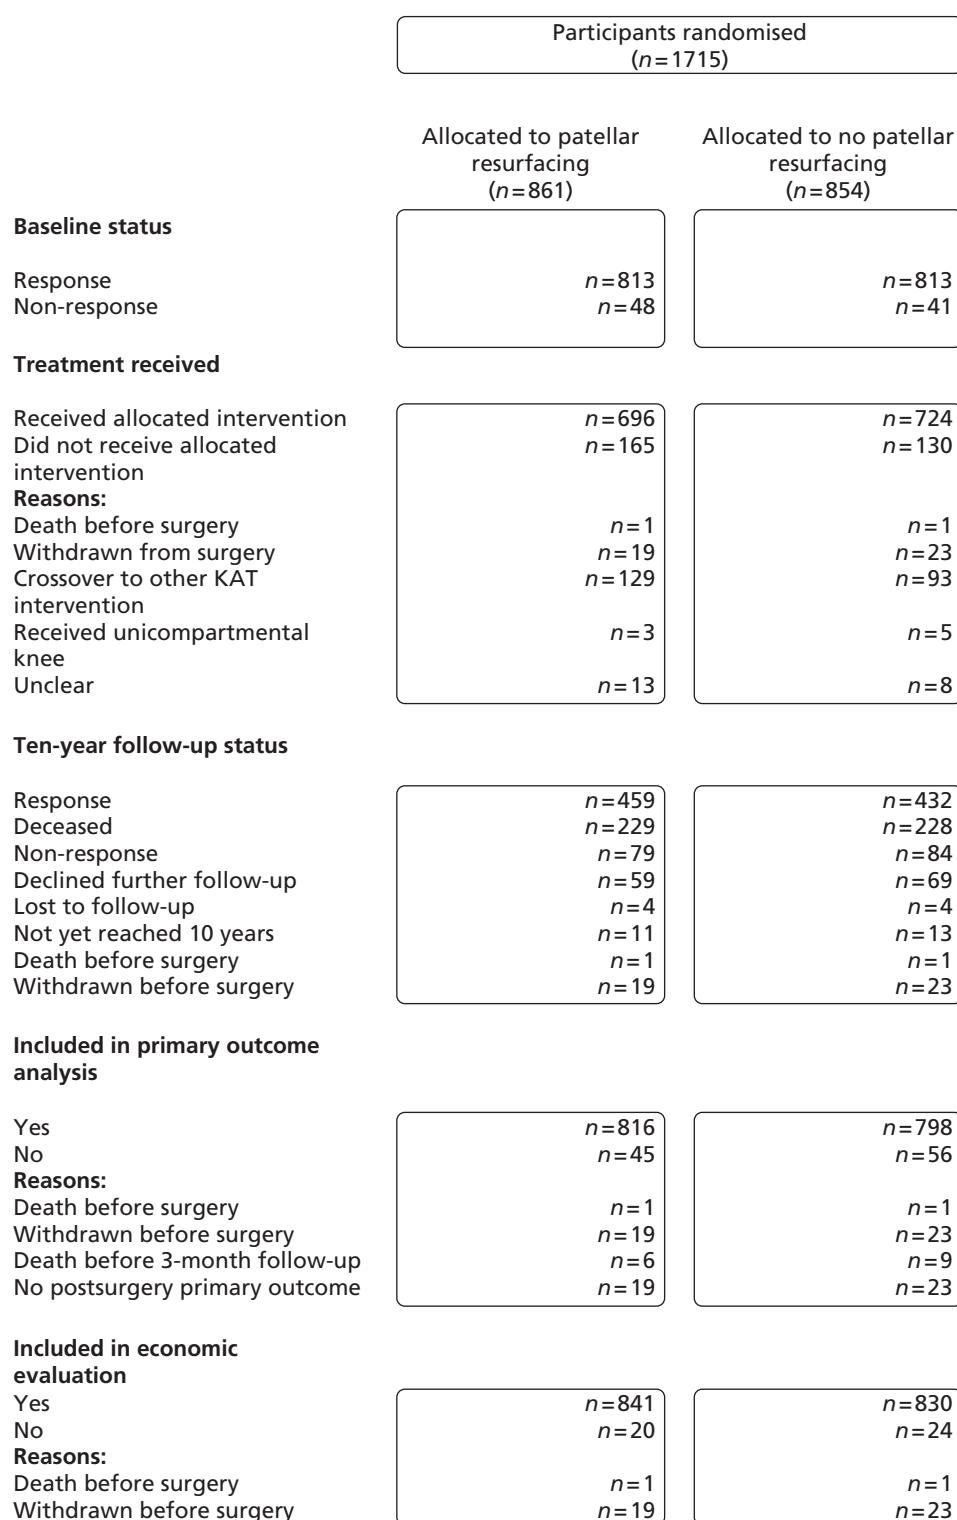 Participants randomised
(n=1715)
Allocated to patellar resurfacing (n=861)
Allocated to no patellar resurfacing (n=854)
Baseline status
Response n=813 n=813
Non-response n=48 n=41
Treatment received
Received allocated intervention n=696 n=724
Did not receive allocated n=165 n=130
intervention
Reasons:
Death before surgery n=1 n=1
Withdrawn from surgery n=19 n=23
Crossover to other KAT n=129 n=93
intervention
Received unicompartmental n=3 n=5
knee
Unclear n=13 n=8
Ten-year follow-up status
Response n=459 n=432
Deceased n=229 n=228
Non-response n=79 n=84
Declined further follow-up n=59 n=69
Lost to follow-up n=4 n=4
Not yet reached 10 years n=11 n=13
Death before surgery n=1 n=1
Withdrawn before surgery n=19 n=23
Included in primary outcome
analysis
Yes n=816 n=798
No n=45 n=56
Reasons:
Death before surgery n=1 n=1
Withdrawn before surgery n=19 n=23
Death before 3-month follow-up n=6 n=9
No postsurgery primary outcome n=19 n=23
Included in economic
evaluation
Yes n=841 n=830
No n=20 n=24
Reasons:
Death before surgery n=1 n=1
Withdrawn before surgery n=19 n=23